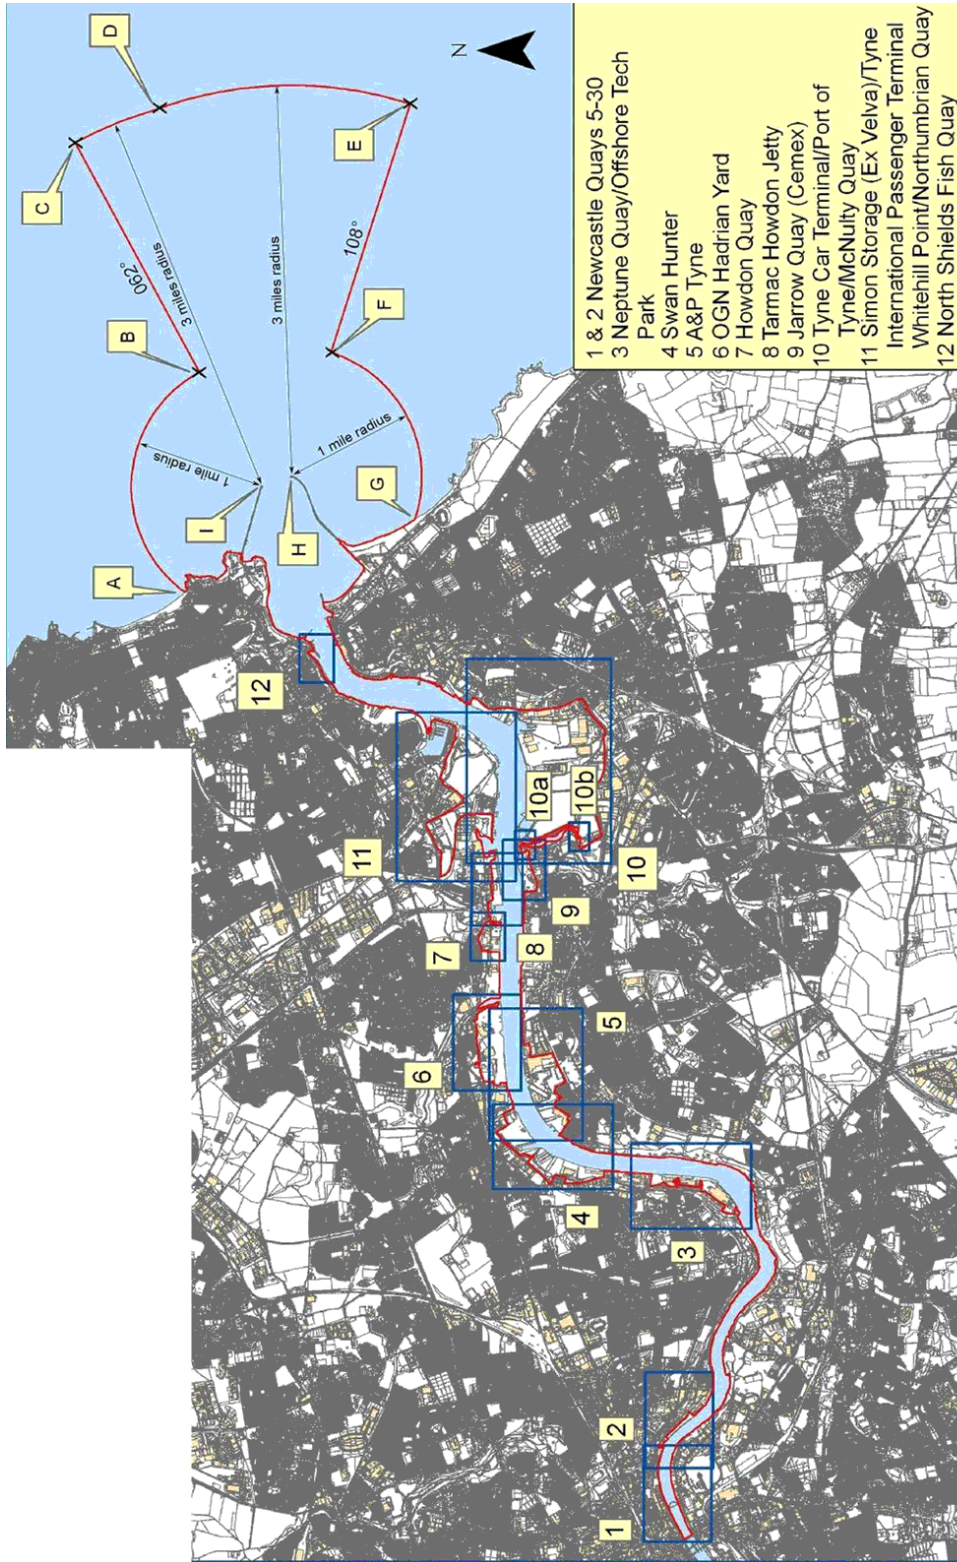 A
B
C
D
E
F
G
H
I
N
062°
3 miles radius
3 miles radius
108°
1 mile radius
1 mile radius
1
2
3
4
5
6
7
8
9
10
10a
10b
11
12
1 & 2 Newcastle Quays 5-30
3 Neptune Quay/Offshore Tech
Park
4 Swan Hunter
5 A&P Tyne
6 OGN Hadrian Yard
7 Howdon Quay
8 Tarmac Howdon Jetty
9 Jarrow Quay (Cemex)
10 Tyne Car Terminal/Port of
Tyne/McNulty Quay
11 Simon Storage (Ex Velva)/Tyne
International Passenger Terminal
Whitehill Point/Northumbrian Quay
12 North Shields Fish Quay